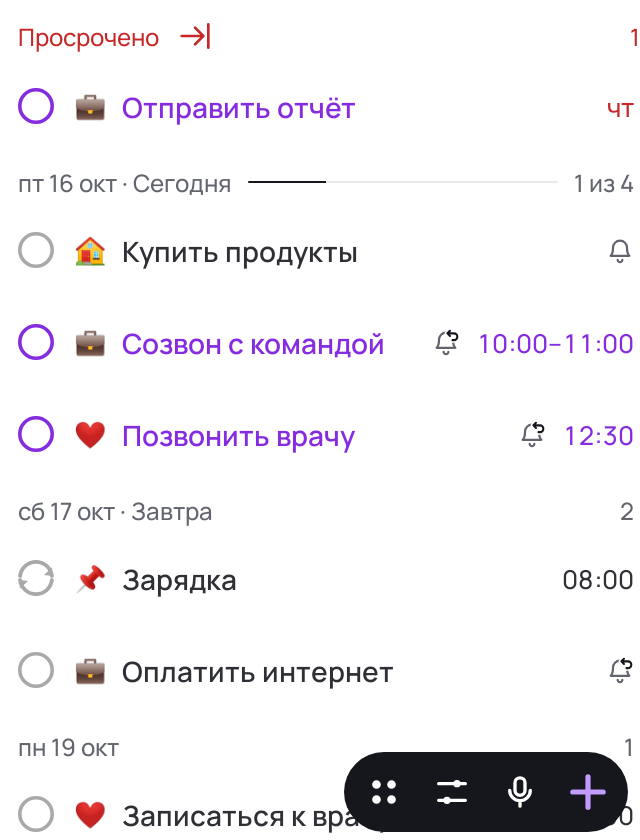 Просрочено 1
Отправить отчёт чт
пт 16 окт · Сегодня 1 из 4
Купить продукты
Созвон с командой 10:00–11:00
Позвонить врачу 12:30
сб 17 окт · Завтра 2
Зарядка 08:00
Оплатить интернет
пн 19 окт 1
Записаться к